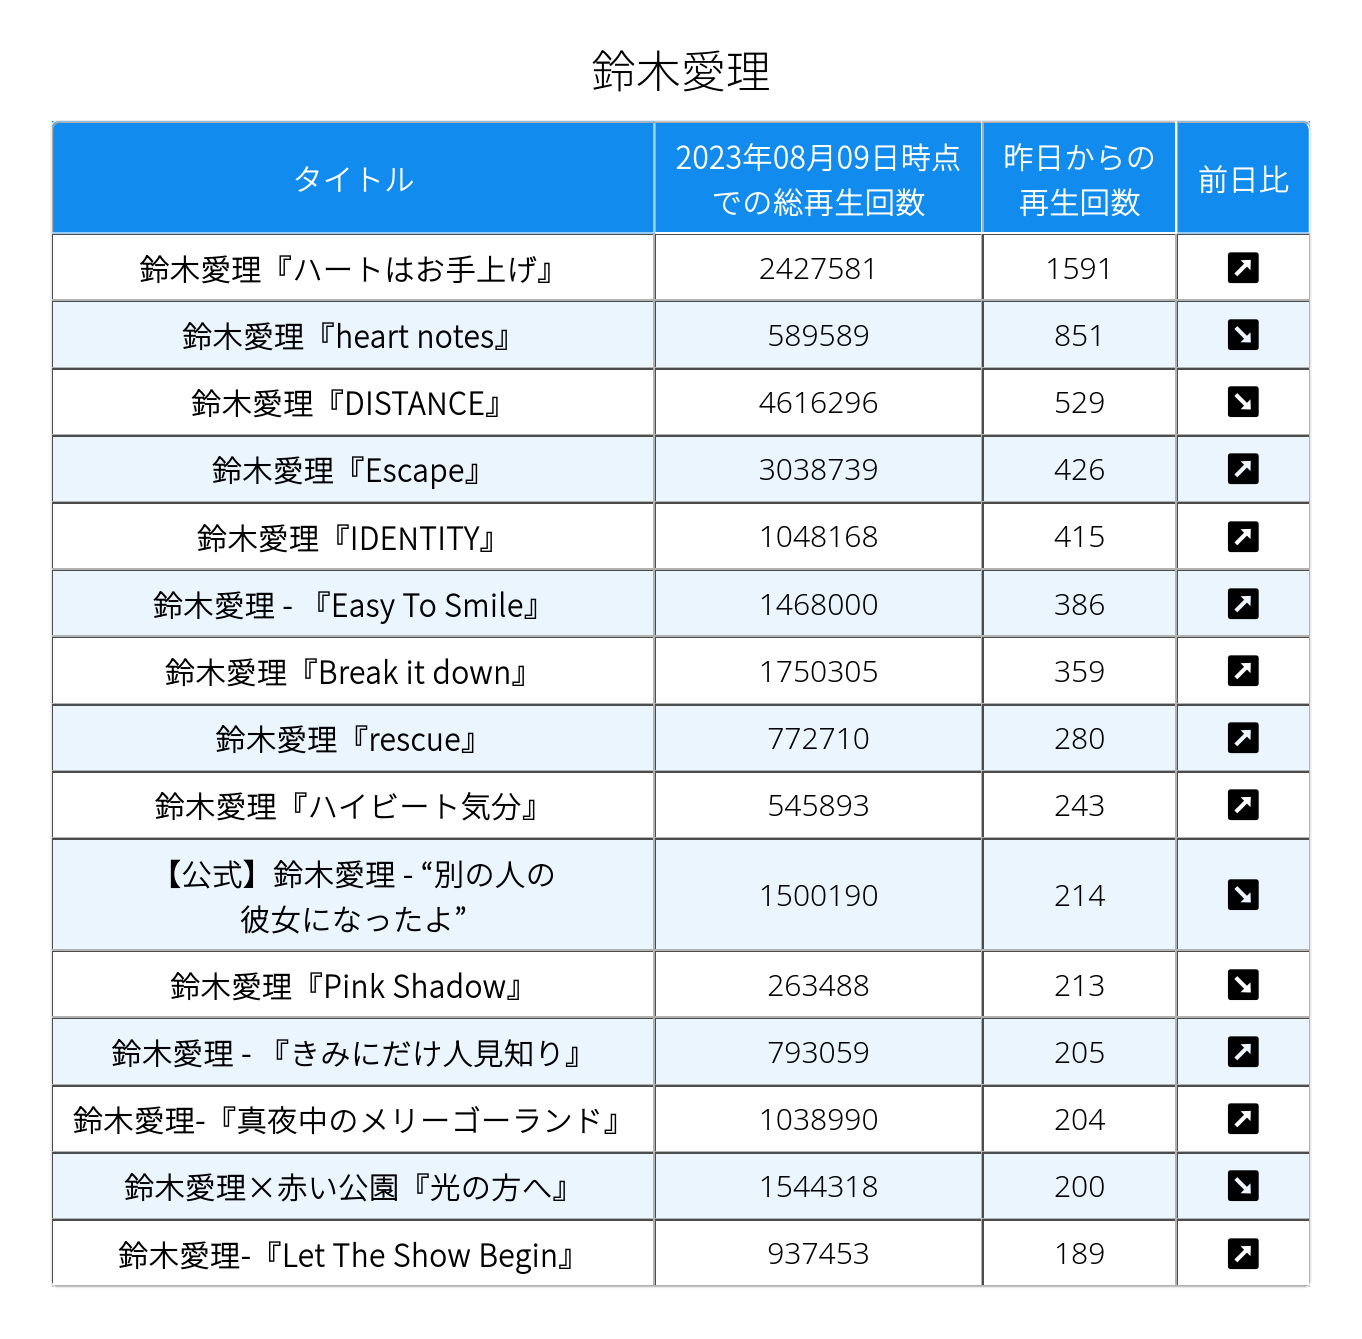 鈴木愛理
タイトル
2023年08月09日時点
での総再生回数
昨日からの
再生回数
前日比
鈴木愛理『ハートはお手上げ』 2427581 1591 ↗
鈴木愛理『heart notes』 589589 851 ↘
鈴木愛理『DISTANCE』 4616296 529 ↘
鈴木愛理『Escape』 3038739 426 ↗
鈴木愛理『IDENTITY』 1048168 415 ↗
鈴木愛理 - 『Easy To Smile』 1468000 386 ↗
鈴木愛理『Break it down』 1750305 359 ↗
鈴木愛理『rescue』 772710 280 ↗
鈴木愛理『ハイビート気分』 545893 243 ↗
【公式】鈴木愛理 - “別の人の
彼女になったよ” 1500190 214 ↘
鈴木愛理『Pink Shadow』 263488 213 ↘
鈴木愛理 - 『きみにだけ人見知り』 793059 205 ↗
鈴木愛理-『真夜中のメリーゴーランド』 1038990 204 ↗
鈴木愛理×赤い公園『光の方へ』 1544318 200 ↘
鈴木愛理-『Let The Show Begin』 937453 189 ↗